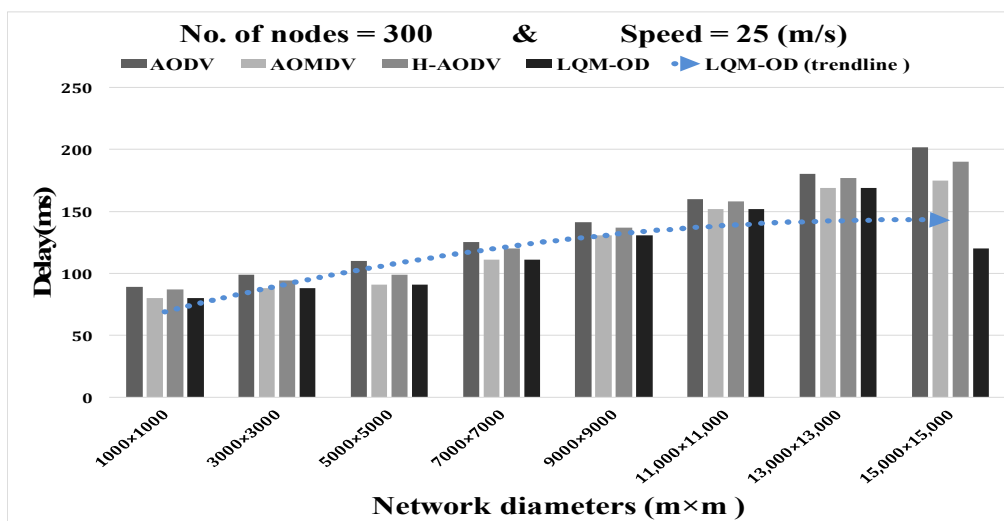 No. of nodes = 300 & Speed = 25 (m/s)
AODV AOMDV H-AODV LQM-OD LQM-OD (trendline )
250
200
150
100
50
0
Delay(ms)
1000×1000 3000×3000 5000×5000 7000×7000 9000×9000 11,000×11,000 13,000×13,000 15,000×15,000
Network diameters (m×m )